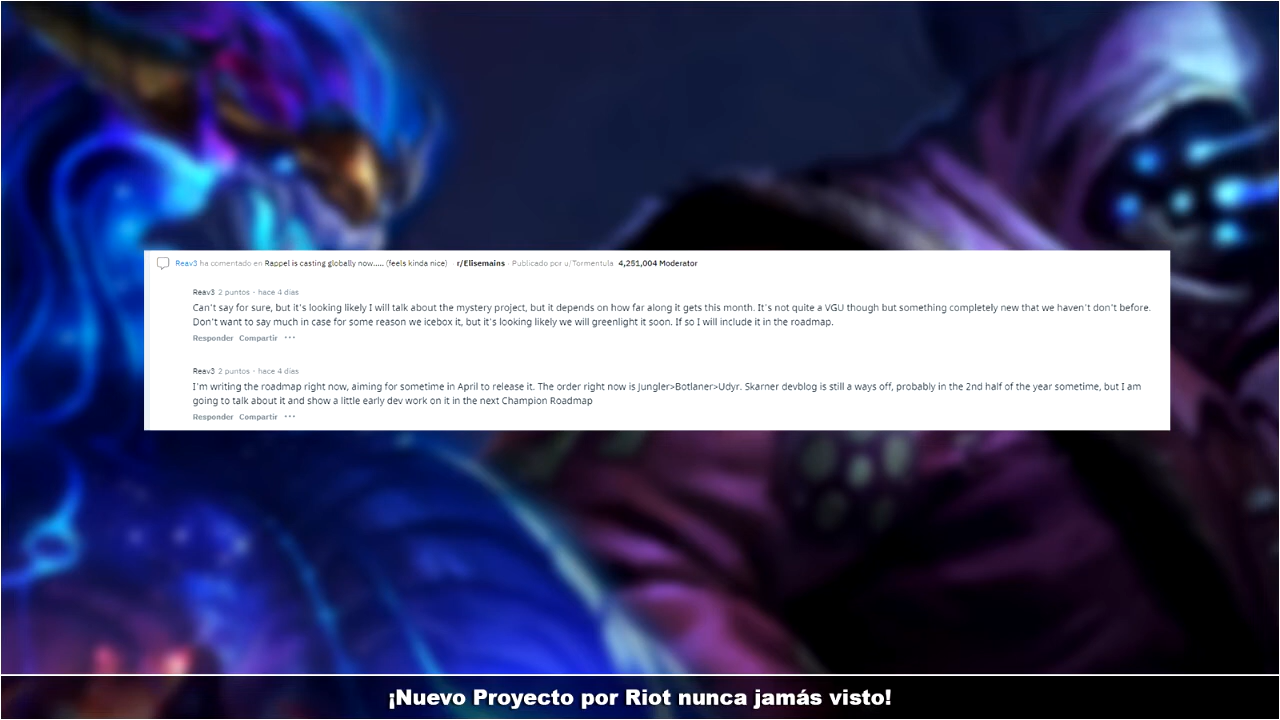 Reav3 ha comentado en Rappel is casting globally now..... (feels kinda nice) r/Elisemains · Publicado por u/Tormentula 4,251,004 Moderator
Reav3 2 puntos · hace 4 días
Can't say for sure, but it's looking likely I will talk about the mystery project, but it depends on how far along it gets this month. It's not quite a VGU though but something completely new that we haven't don't before.
Don't want to say much in case for some reason we icebox it, but it's looking likely we will greenlight it soon. If so I will include it in the roadmap.
Responder Compartir ···
Reav3 2 puntos · hace 4 días
I'm writing the roadmap right now, aiming for sometime in April to release it. The order right now is Jungler>Botlaner>Udyr. Skarner devblog is still a ways off, probably in the 2nd half of the year sometime, but I am
going to talk about it and show a little early dev work on it in the next Champion Roadmap
Responder Compartir ···
¡Nuevo Proyecto por Riot nunca jamás visto!